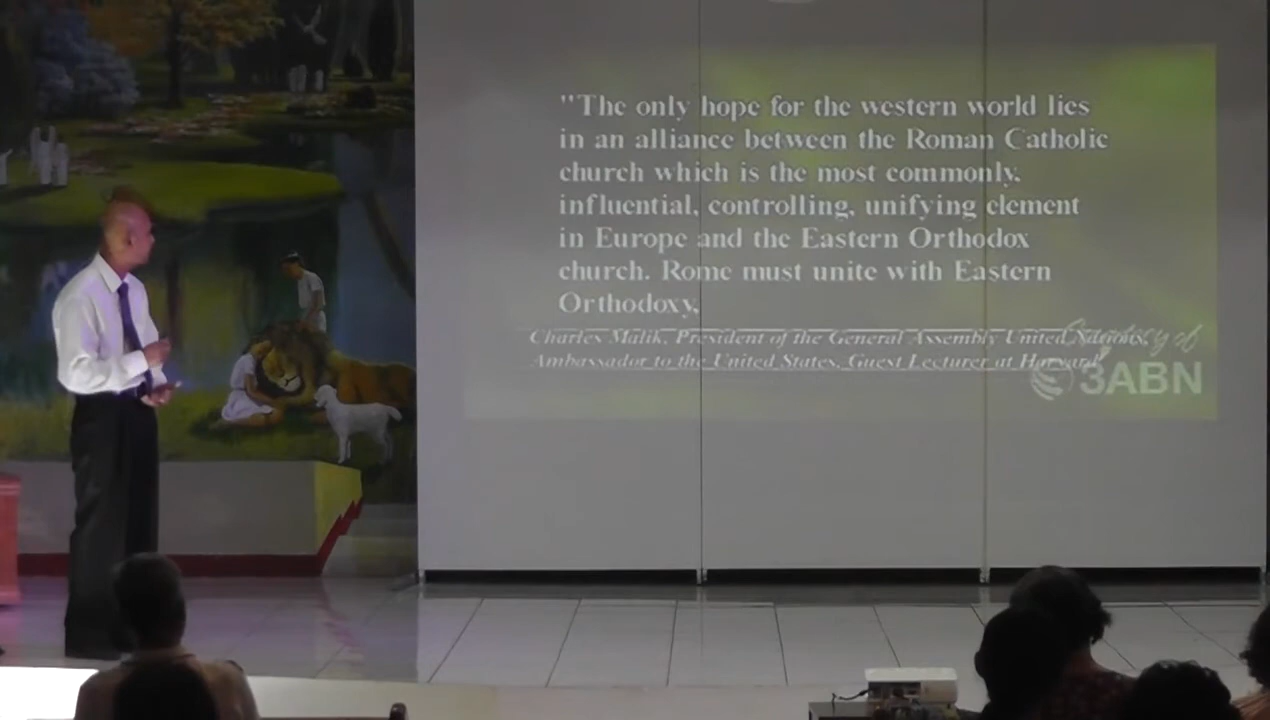 "The only hope for the western world lies
in an alliance between the Roman Catholic
church which is the most commonly,
influential, controlling, unifying element
in Europe and the Eastern Orthodox
church. Rome must unite with Eastern
Orthodoxy,
Charles Malik, President of the General Assembly United Nations,
Ambassador to the United States, Guest Lecturer at Harvard
Courtesy of
3ABN